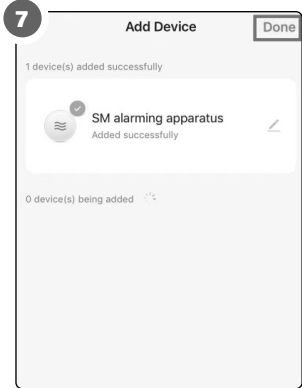 7
Add Device Done
1 device(s) added successfully
SM alarming apparatus
Added successfully
0 device(s) being added